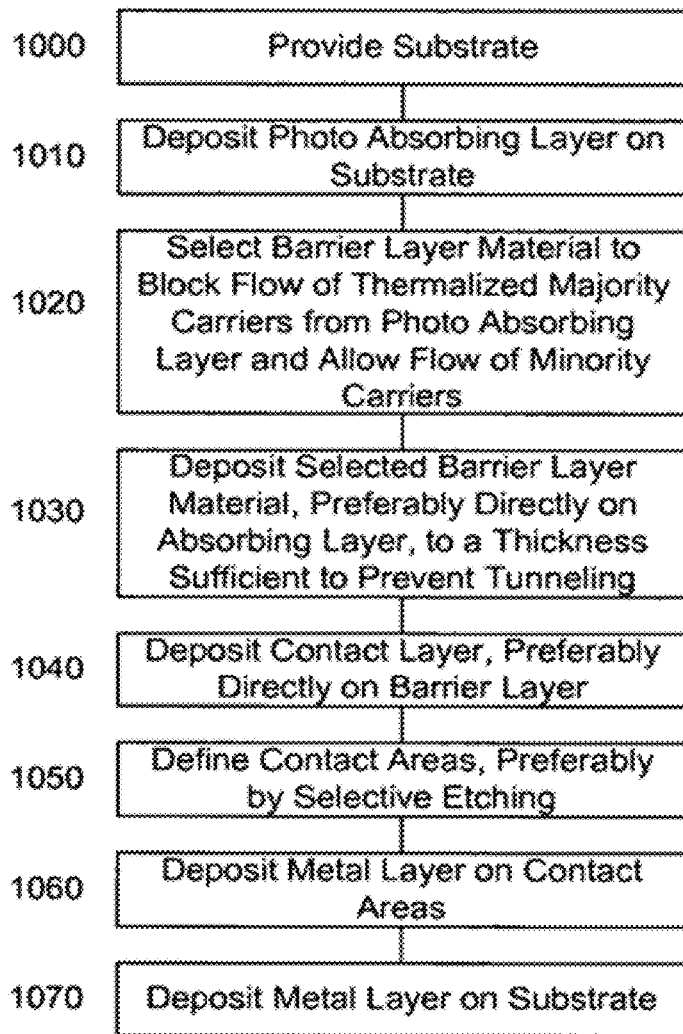 1000
Provide Substrate
1010
Deposit Photo Absorbing Layer on
Substrate
1020
Select Barrier Layer Material to
Block Flow of Thermalized Majority
Carriers from Photo Absorbing
Layer and Allow Flow of Minority
Carriers
1030
Deposit Selected Barrier Layer
Material, Preferably Directly on
Absorbing Layer, to a Thickness
Sufficient to Prevent Tunneling
1040
Deposit Contact Layer, Preferably
Directly on Barrier Layer
1050
Define Contact Areas, Preferably
by Selective Etching
1060
Deposit Metal Layer on Contact
Areas
1070
Deposit Metal Layer on Substrate